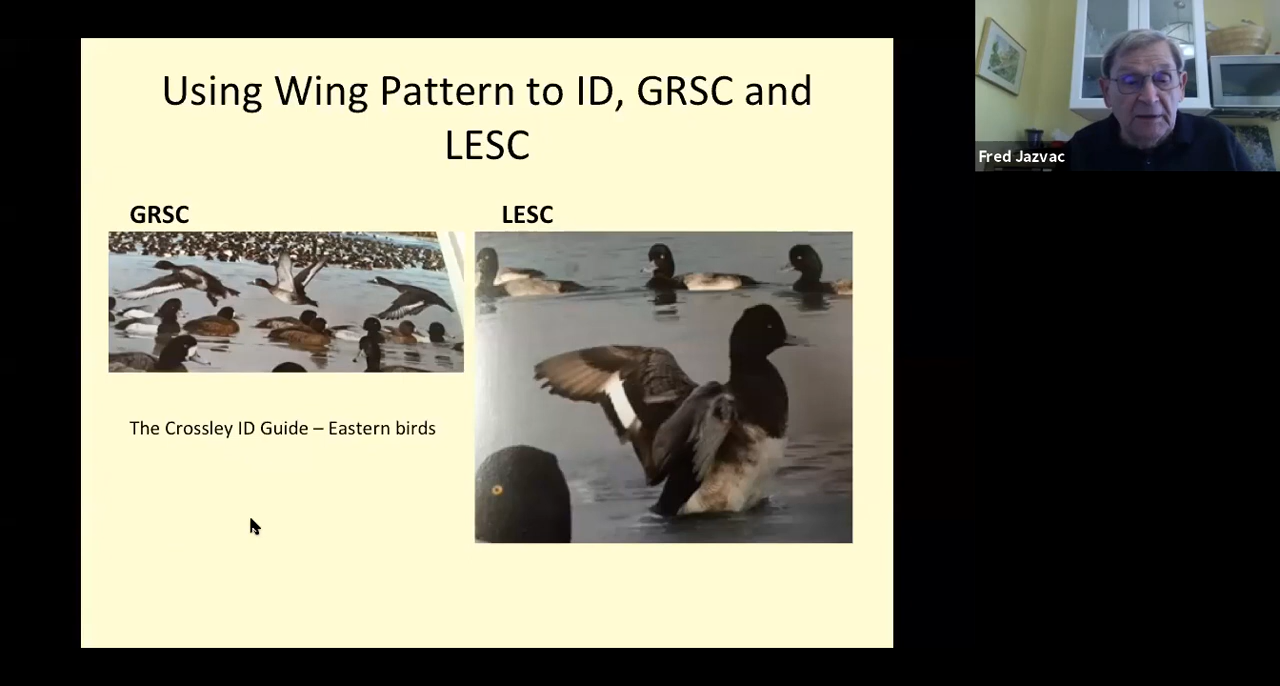 Using Wing Pattern to ID, GRSC and
LESC
GRSC
LESC
The Crossley ID Guide – Eastern birds
Fred Jazvac